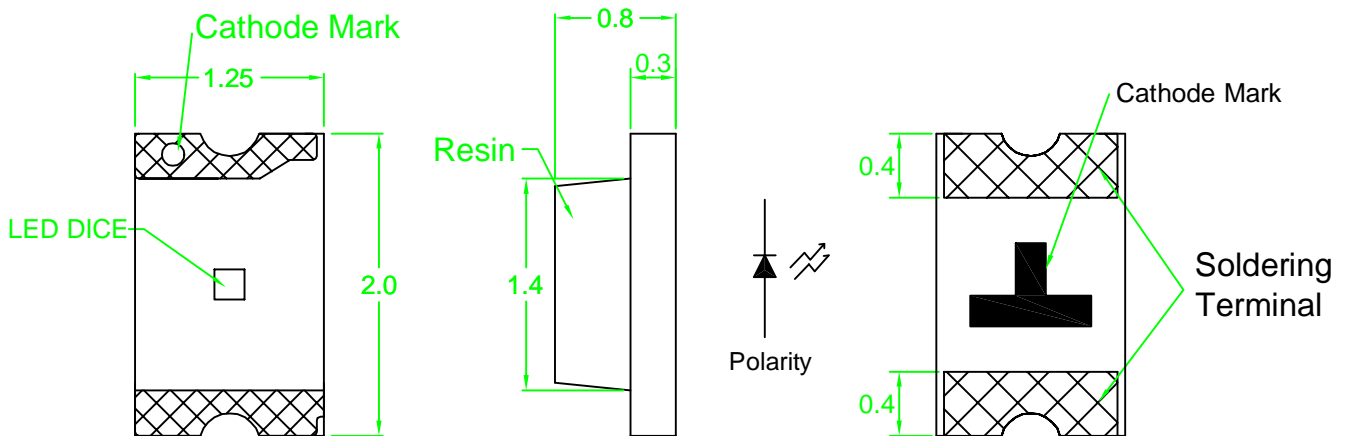 Cathode Mark
1.25
LED DICE
2.0
0.8
0.3
Resin
1.4
Polarity
Cathode Mark
0.4
Soldering
Terminal
0.4